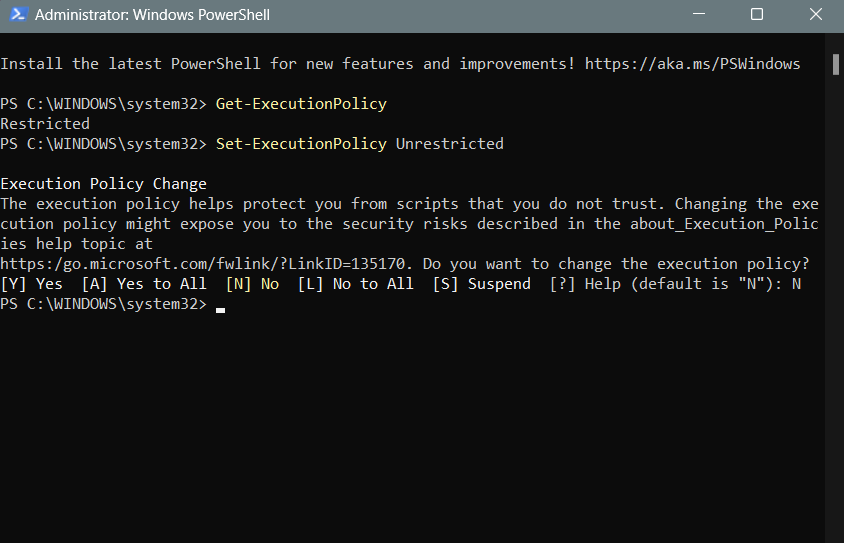 Administrator: Windows PowerShell
Install the latest PowerShell for new features and improvements! https://aka.ms/PSWindows
PS C:\WINDOWS\system32> Get-ExecutionPolicy
Restricted
PS C:\WINDOWS\system32> Set-ExecutionPolicy Unrestricted
Execution Policy Change
The execution policy helps protect you from scripts that you do not trust. Changing the exe
cution policy might expose you to the security risks described in the about_Execution_Polic
ies help topic at
https:/go.microsoft.com/fwlink/?LinkID=135170. Do you want to change the execution policy?
[Y] Yes  [A] Yes to All  [N] No  [L] No to All  [S] Suspend  [?] Help (default is "N"): N
PS C:\WINDOWS\system32>